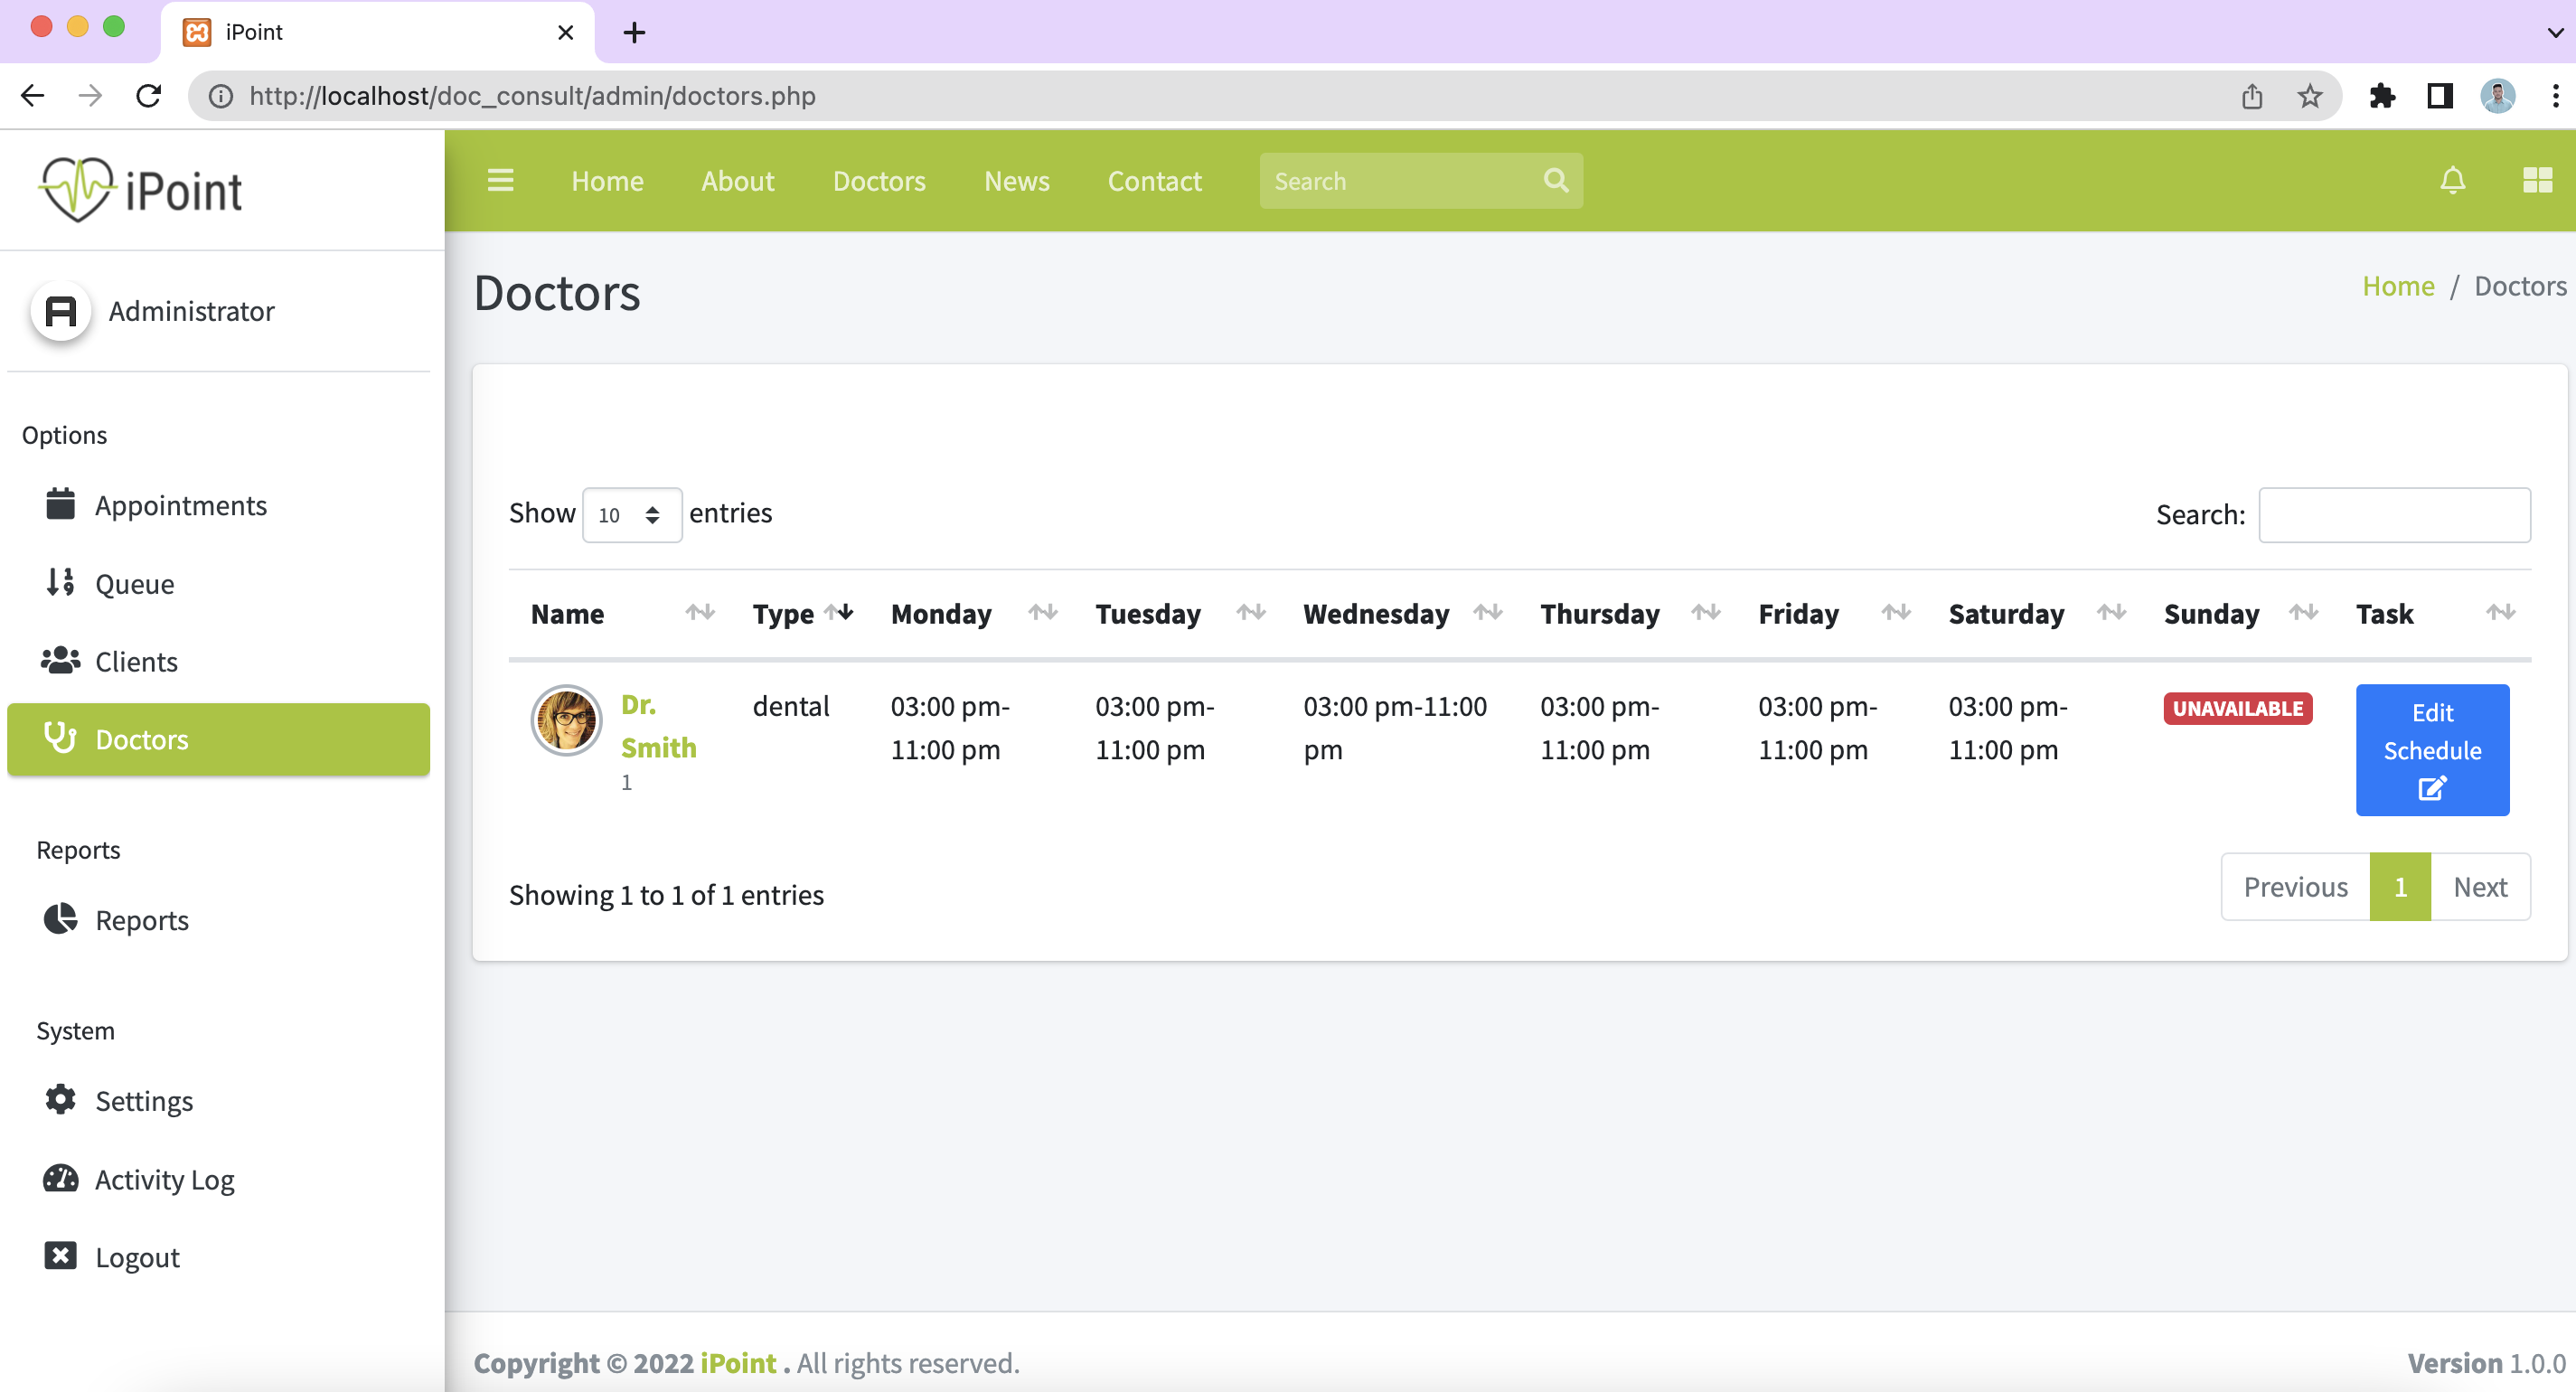 iPoint
http://localhost/doc_consult/admin/doctors.php
iPoint
Home About Doctors News Contact Search
Administrator
Options
Appointments
Queue
Clients
Doctors
Reports
Reports
System
Settings
Activity Log
Logout
Doctors
Home / Doctors
Show 10 entries
Search:
Name Type Monday Tuesday Wednesday Thursday Friday Saturday Sunday Task
Dr.
Smith
1
dental
03:00 pm-
11:00 pm
03:00 pm-
11:00 pm
03:00 pm-11:00
pm
03:00 pm-
11:00 pm
03:00 pm-
11:00 pm
03:00 pm-
11:00 pm
UNAVAILABLE
Edit
Schedule
Showing 1 to 1 of 1 entries
Previous 1 Next
Copyright © 2022 iPoint . All rights reserved.
Version 1.0.0